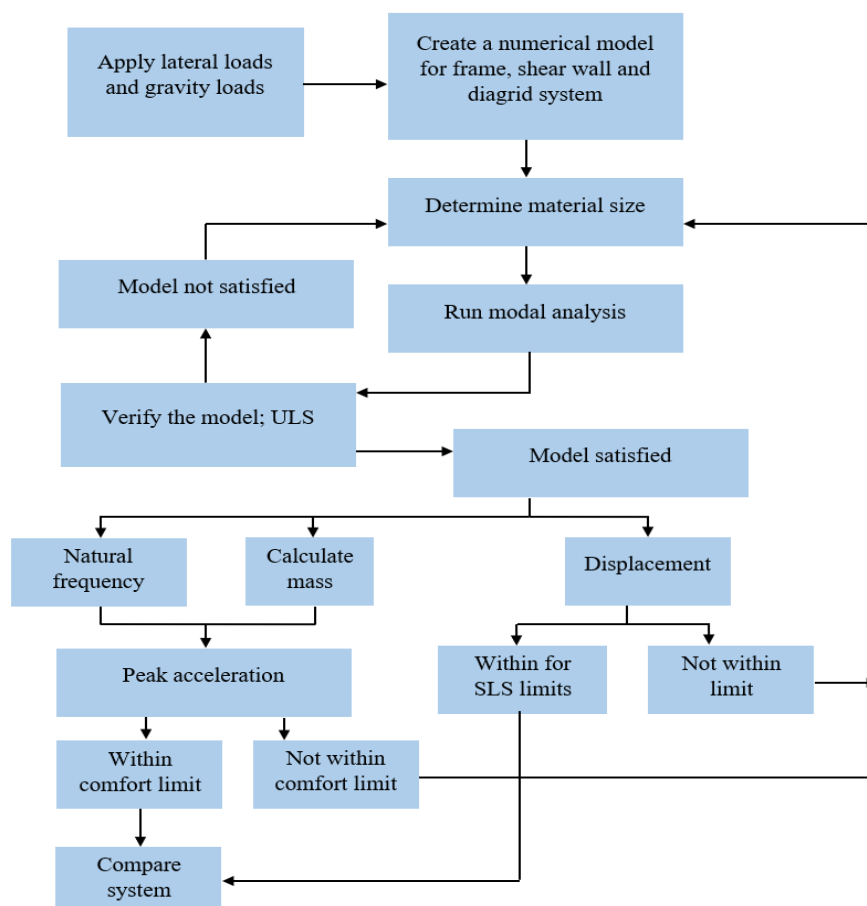 Apply lateral loads
and gravity loads
Create a numerical model
for frame, shear wall and
diagrid system
Determine material size
Model not satisfied
Run modal analysis
Verify the model; ULS
Model satisfied
Natural
frequency
Calculate
mass
Displacement
Peak acceleration
Within for
SLS limits
Not within
limit
Within
comfort limit
Not within
comfort limit
Compare
system